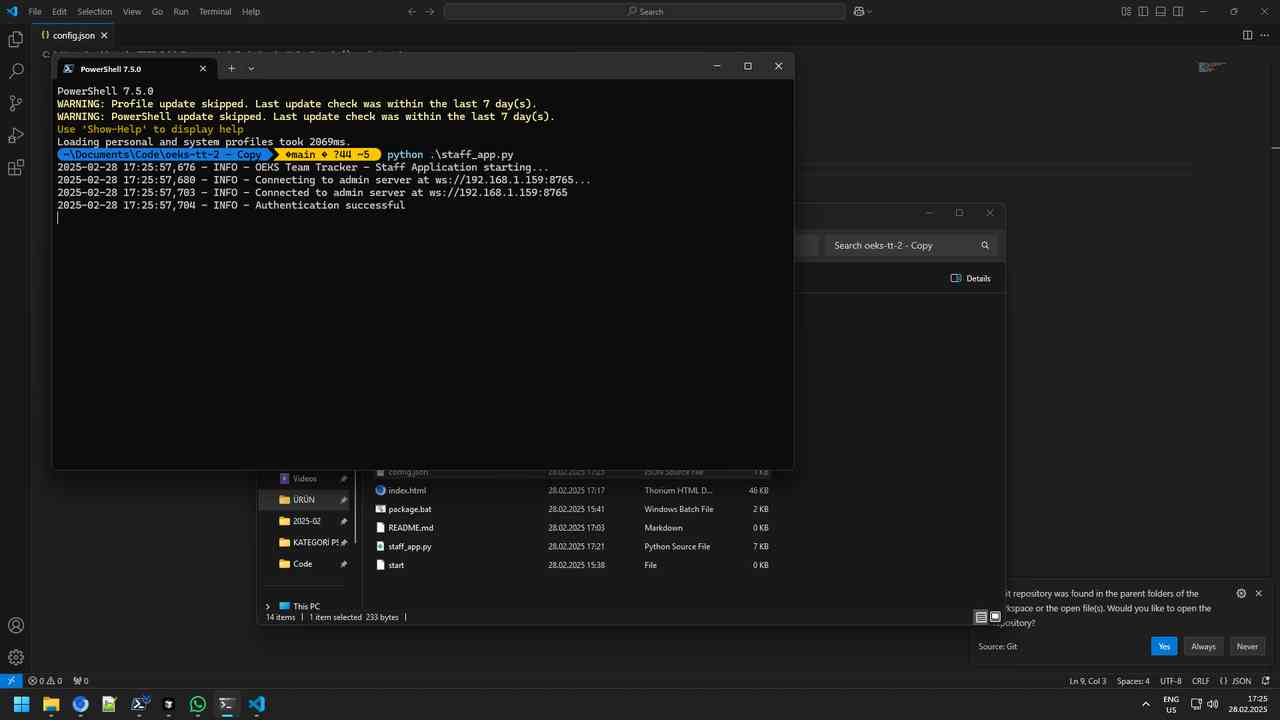 File Edit Selection View Go Run Terminal Help
Search
{} config.json
PowerShell 7.5.0
PowerShell 7.5.0
WARNING: Profile update skipped. Last update check was within the last 7 day(s).
WARNING: PowerShell update skipped. Last update check was within the last 7 day(s).
Use 'Show-Help' to display help
Loading personal and system profiles took 2069ms.
~\Documents\Code\oeks-tt-2 - Copy �main � ?44 ~5 python .\staff_app.py
2025-02-28 17:25:57,676 - INFO - OEKS Team Tracker - Staff Application starting...
2025-02-28 17:25:57,680 - INFO - Connecting to admin server at ws://192.168.1.159:8765...
2025-02-28 17:25:57,703 - INFO - Connected to admin server at ws://192.168.1.159:8765
2025-02-28 17:25:57,704 - INFO - Authentication successful
Search oeks-tt-2 - Copy
Details
config.json 28.02.2025 17:25 JSON Source File 1 KB
Videos
index.html 28.02.2025 17:17 Thorium HTML D... 46 KB
ÜRÜN
package.bat 28.02.2025 15:41 Windows Batch File 2 KB
2025-02
README.md 28.02.2025 17:03 Markdown 0 KB
KATEGORİ PS
staff_app.py 28.02.2025 17:21 Python Source File 7 KB
Code
start 28.02.2025 15:38 File 0 KB
This PC
14 items 1 item selected 233 bytes
it repository was found in the parent folders of the
kspace or the open file(s). Would you like to open the
pository?
Source: Git Yes Always Never
0 0 0 Ln 9, Col 3 Spaces: 4 UTF-8 CRLF {} JSON
ENG
US
17:25
28.02.2025